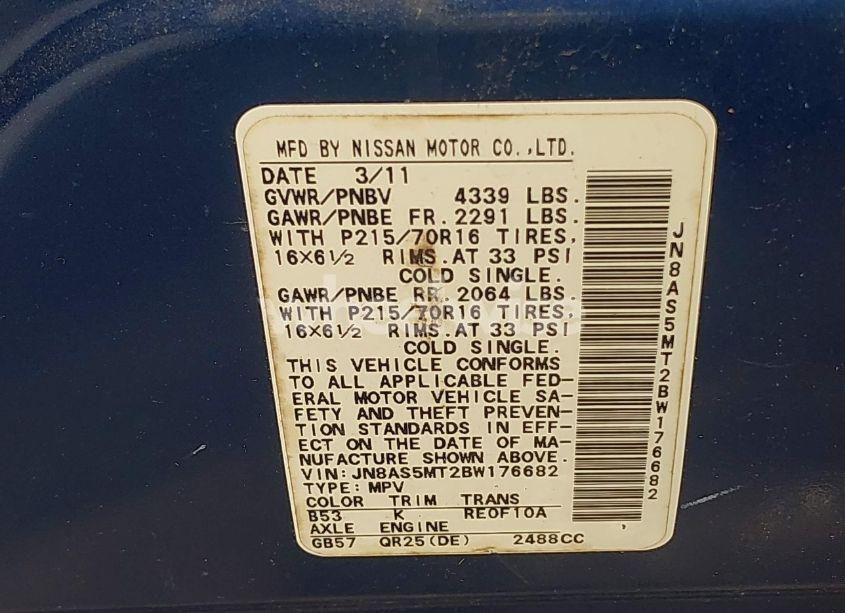 MFD BY NISSAN MOTOR CO.,LTD.
DATE 3/11
GVWR/PNBV 4339 LBS.
GAWR/PNBE FR. 2291 LBS.
WITH P215/70R16 TIRES,
16X6½ RIMS.AT 33 PSI
COLD SINGLE.
GAWR/PNBE RR. 2064 LBS.
WITH P215/70R16 TIRES,
16X6½ RIMS.AT 33 PSI
COLD SINGLE.
THIS VEHICLE CONFORMS
TO ALL APPLICABLE FED-
ERAL MOTOR VEHICLE SA-
FETY AND THEFT PREVEN-
TION STANDARDS IN EFF-
ECT ON THE DATE OF MA-
NUFACTURE SHOWN ABOVE.
VIN:JN8AS5MT2BW176682
TYPE:MPV
COLOR TRIM TRANS
B53 K RE0F10A
AXLE ENGINE
GB57 QR25(DE) 2488CC
JN8AS5MT2BW176682